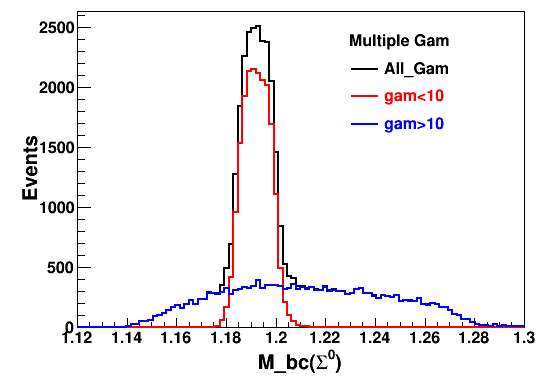 Multiple Gam
All_Gam
gam<10
gam>10
Events
2500
2000
1500
1000
500
0
1.12 1.14 1.16 1.18 1.2 1.22 1.24 1.26 1.28 1.3
M_bc(Σ⁰)